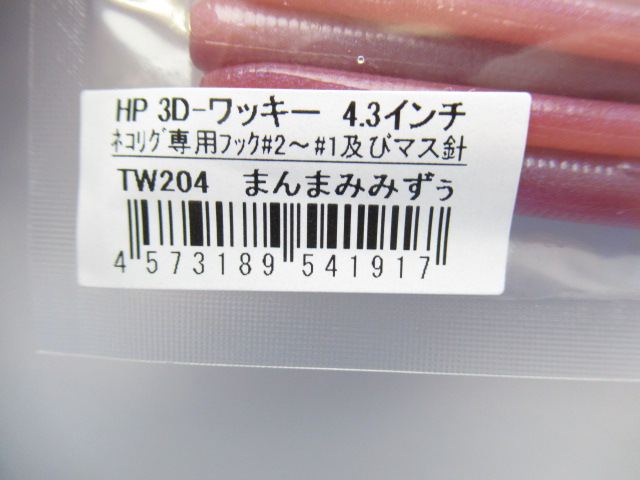 HP 3D-ワッキー 4.3インチ
ﾈｺﾘｸﾞ専用ﾌｯｸ#2～#1及びマス針
TW204 まんまみみずぅ
4 573189 541917